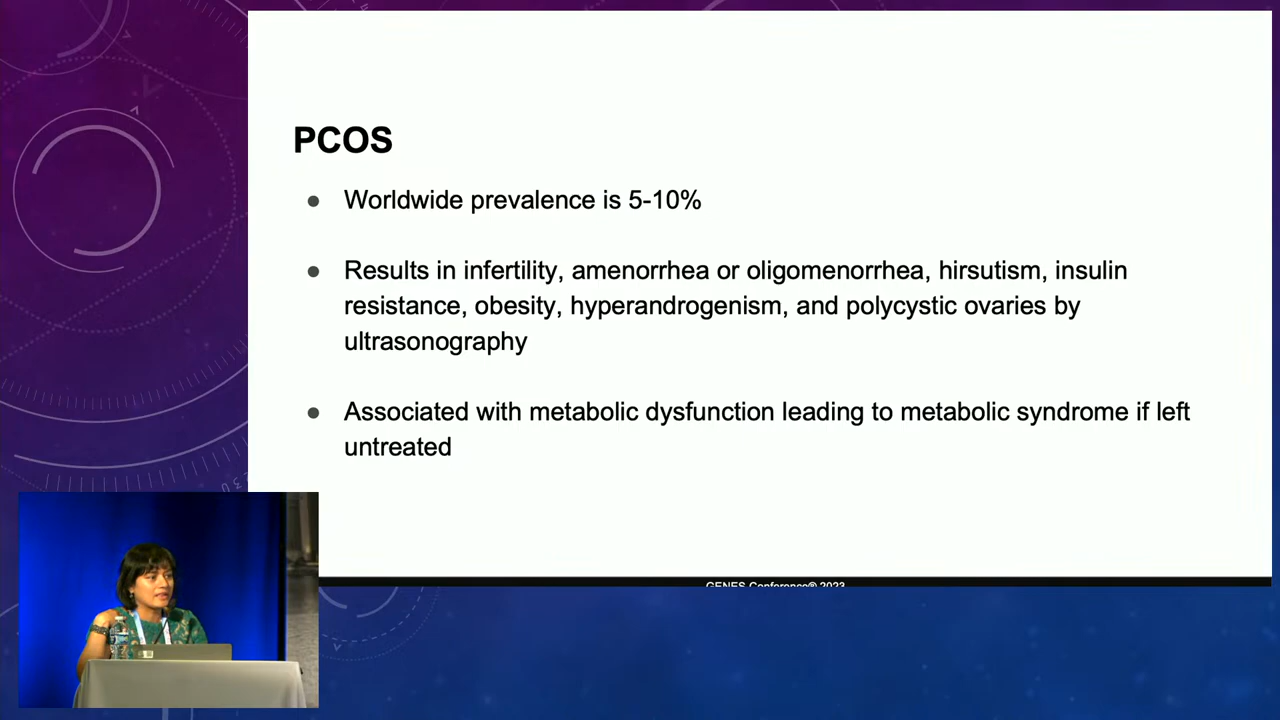 PCOS
● Worldwide prevalence is 5-10%
● Results in infertility, amenorrhea or oligomenorrhea, hirsutism, insulin
resistance, obesity, hyperandrogenism, and polycystic ovaries by
ultrasonography
● Associated with metabolic dysfunction leading to metabolic syndrome if left
untreated
230
GENES Conference® 2023